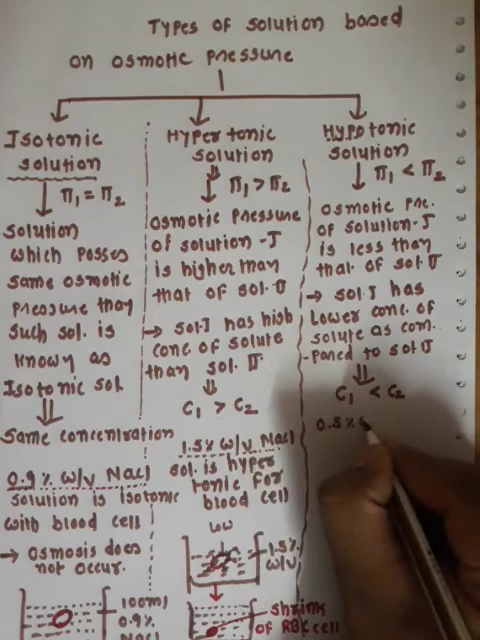 Types of solution based
on osmotic pressure
Isotonic
solution
π₁ = π₂
solution
which posses
same osmotic
pressure than
such sol. is
known as
Isotonic sol.
same concentration
0.9 % w/v Nacl
solution is isotonic
with blood cell
→ osmosis does
not occur.
100ml
0.9 %
Nacl
Hypertonic
solution
π₁ > π₂
osmotic pressure
of solution -I
is higher than
that of sol. II
→ sol.I has high
conc. of solute
than sol. II
C₁ > C₂
1.5% w/v Nacl
sol. is hyper
tonic for
blood cell
1.5 %
w/v
shrink
of RBC cell
Hypotonic
solution
π₁ < π₂
osmotic pre.
of solution-I
is less than
that of sol. II
→ sol.I has
Lower conc. of
solute as com.
-pared to sol II
C₁ < C₂
0.5 %